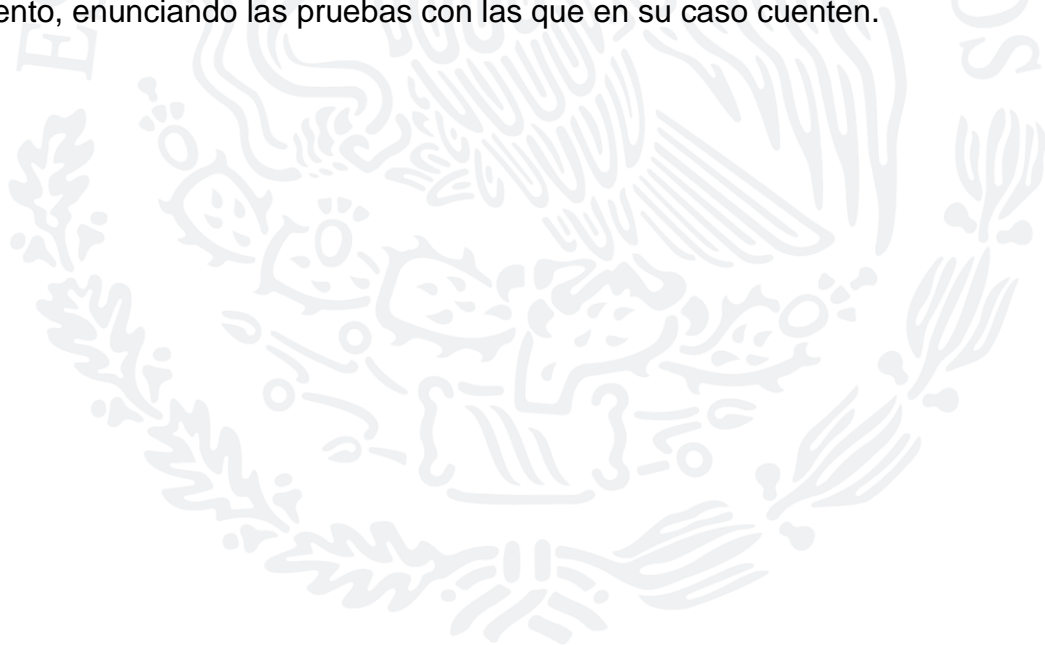 ento, enunciando las pruebas con las que en su caso cuenten.